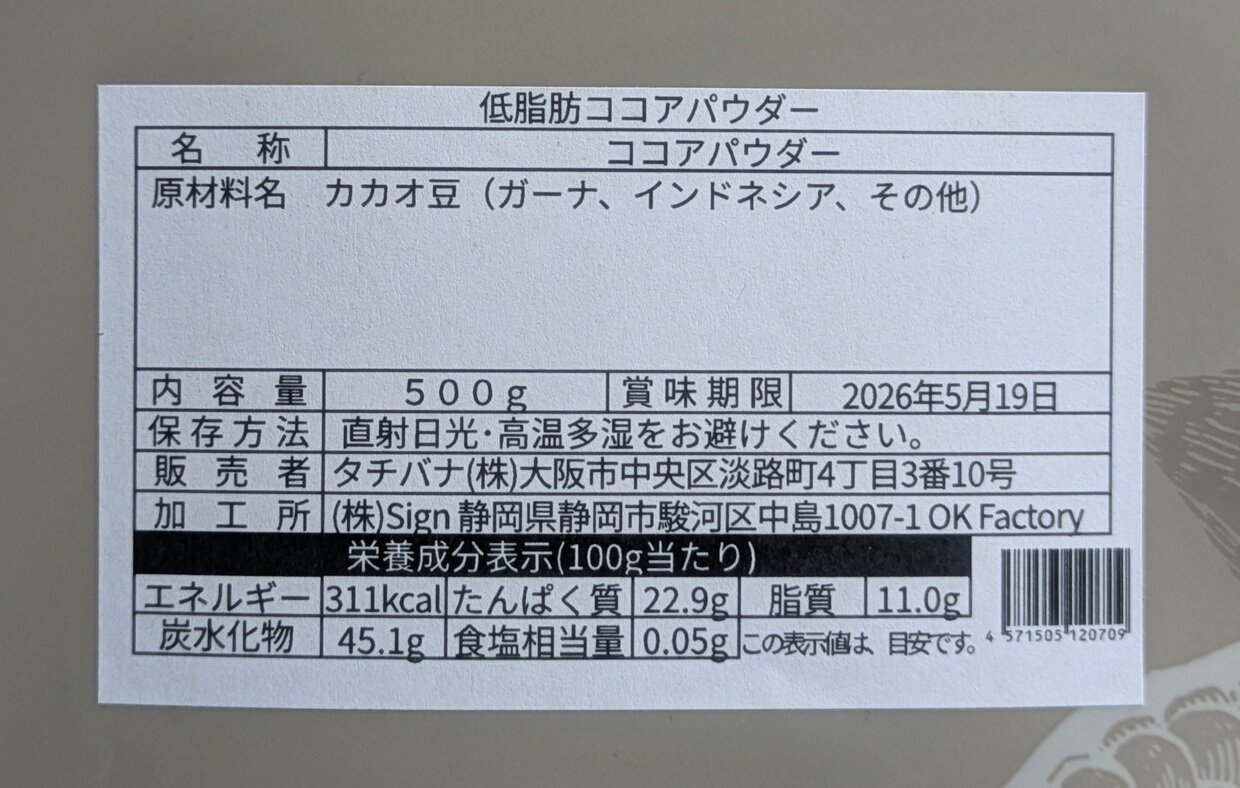 低脂肪ココアパウダー
名称 ココアパウダー
原材料名 カカオ豆（ガーナ、インドネシア、その他）
内容量 ５００ｇ 賞味期限 2026年5月19日
保存方法 直射日光・高温多湿をお避けください。
販売者 タチバナ(株)大阪市中央区淡路町4丁目3番10号
加工所 (株)Sign 静岡県静岡市駿河区中島1007-1 OK Factory
栄養成分表示(100g当たり)
エネルギー 311kcal たんぱく質 22.9g 脂質 11.0g
炭水化物 45.1g 食塩相当量 0.05g この表示値は、目安です。
4 571505 120709